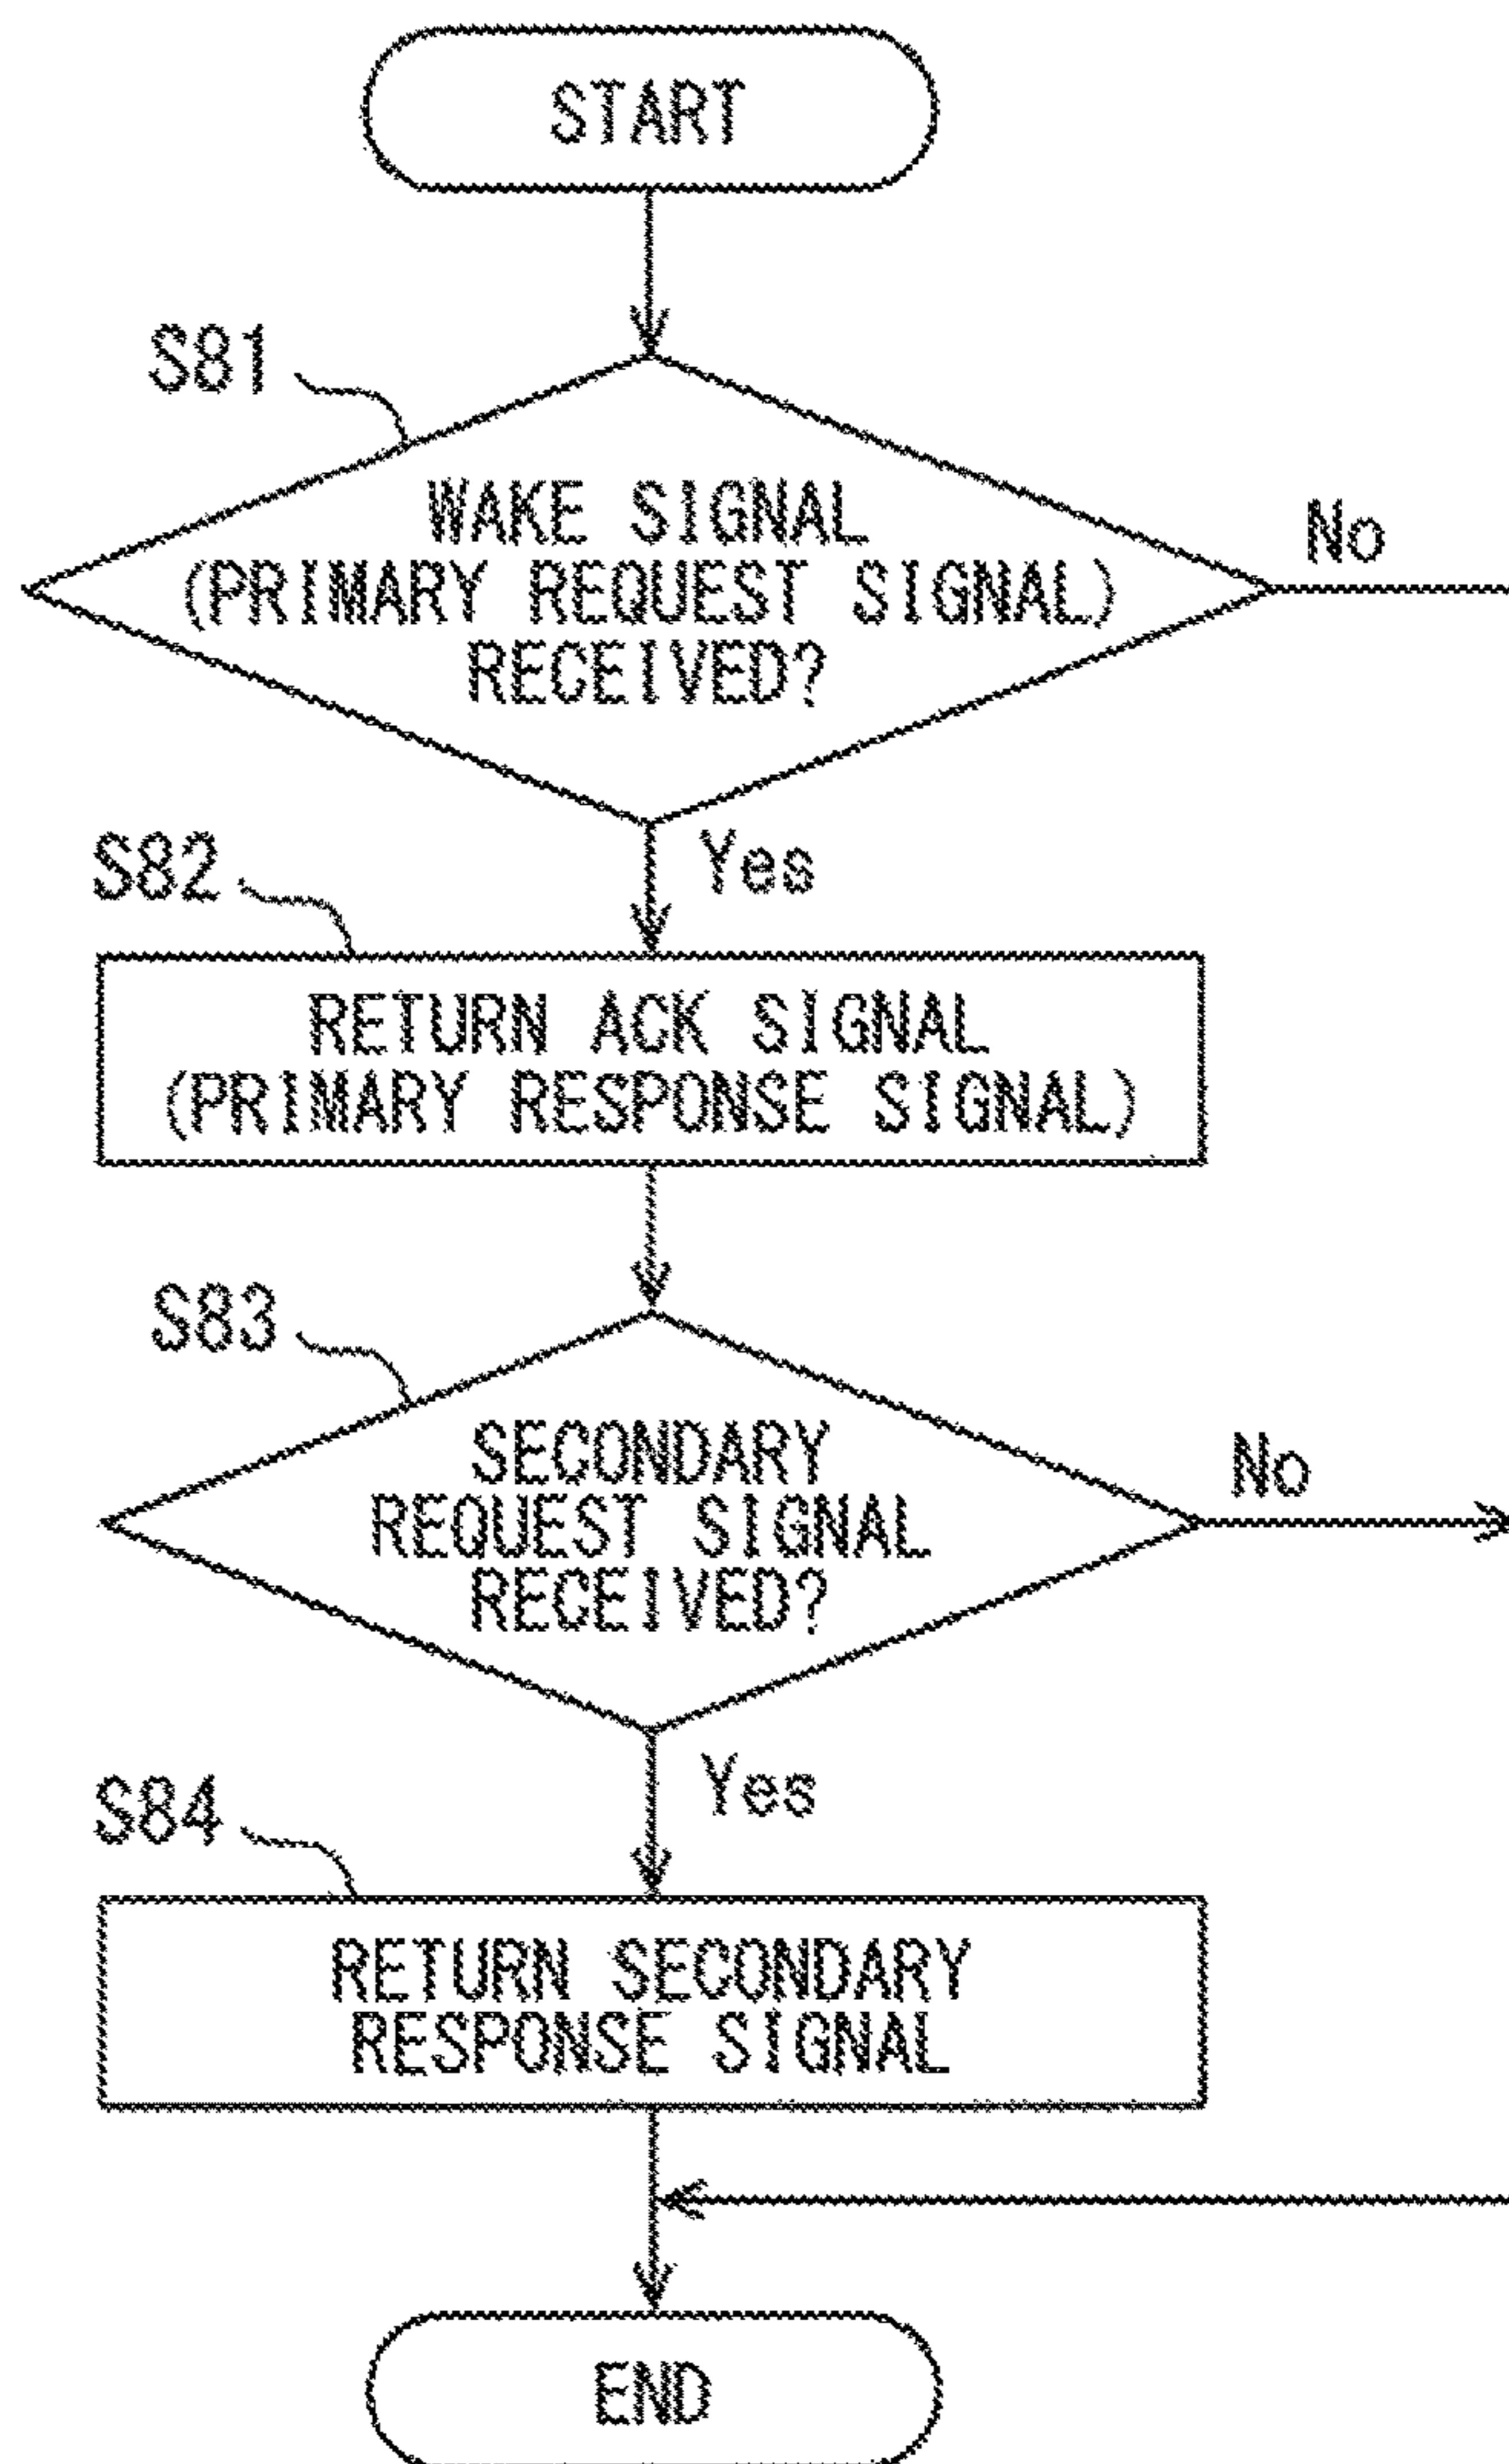 START
S81
WAKE SIGNAL
(PRIMARY REQUEST SIGNAL)
RECEIVED?
No
Yes
S82
RETURN ACK SIGNAL
(PRIMARY RESPONSE SIGNAL)
S83
SECONDARY
REQUEST SIGNAL
RECEIVED?
No
Yes
S84
RETURN SECONDARY
RESPONSE SIGNAL
END